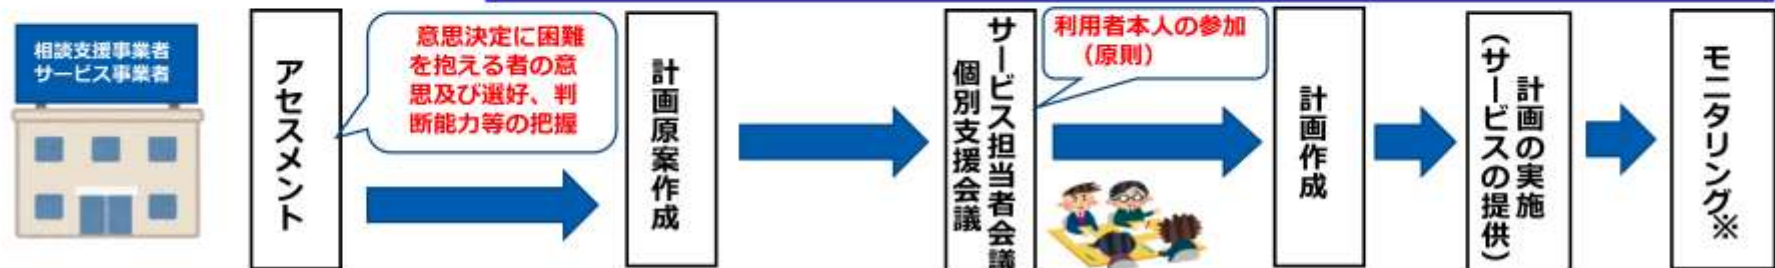 相談支援事業者
サービス事業者
アセスメント
意思決定に困難
を抱える者の意
思及び選好、判
断能力等の把握
計画原案作成
サービス担当者会議
個別支援会議
利用者本人の参加
（原則）
計画作成
計画の実施
（サービスの提供）
モニタリング※